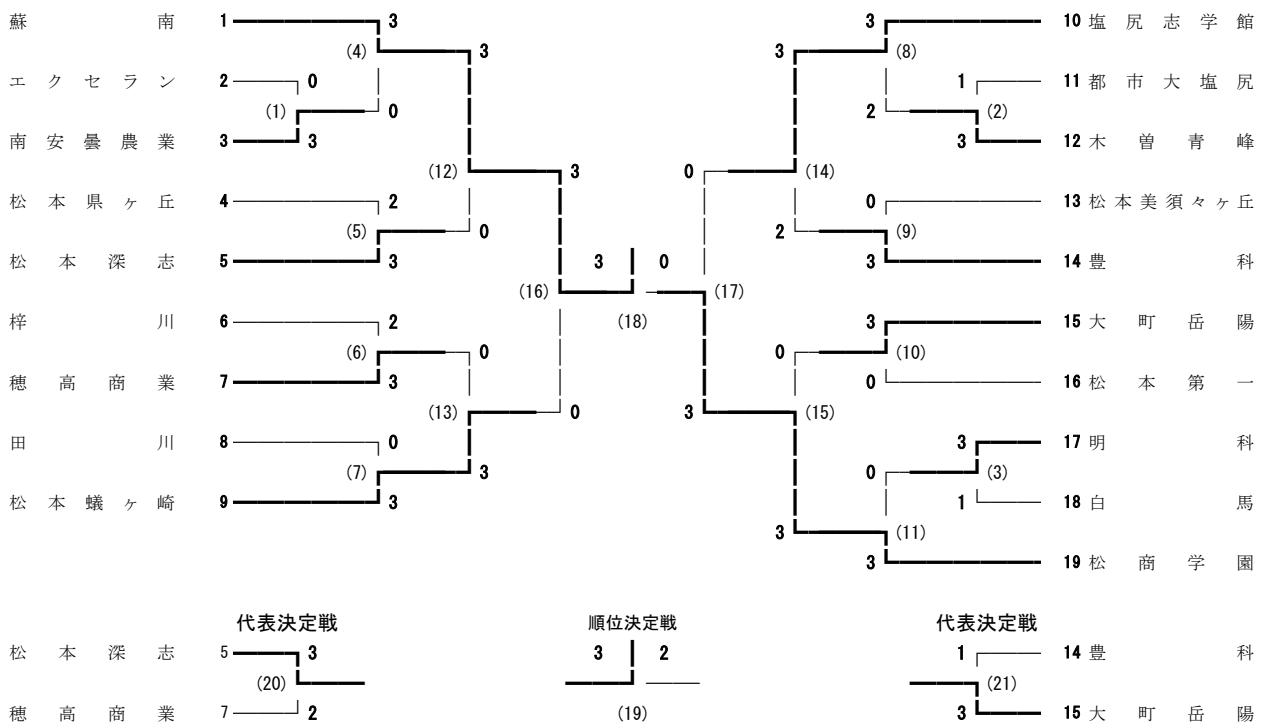 蘇南 1 3 3 10 塩尻志学館
(4) 3 3 (8)
エクセラン 2 0 1 11 都市大塩尻
(1) 0 2 (2)
南安曇農業 3 3 3 12 木曽青峰
(12) 3 0 (14)
松本県ヶ丘 4 2 0 13 松本美須々ヶ丘
(5) 0 2 (9)
松本深志 5 3 3 0 3 14 豊科
(16) (18) (17)
梓川 6 2 3 15 大町岳陽
(6) 0 0 (10)
穂高商業 7 3 0 16 松本第一
(13) 0 3 (15)
田川 8 0 3 17 明科
(7) 3 0 (3)
松本蟻ヶ崎 9 3 1 18 白馬
3 (11)
3 19 松商学園
代表決定戦 順位決定戦 代表決定戦
松本深志 5 3 3 2 1 14 豊科
(20) (21)
穂高商業 7 2 (19) 3 15 大町岳陽